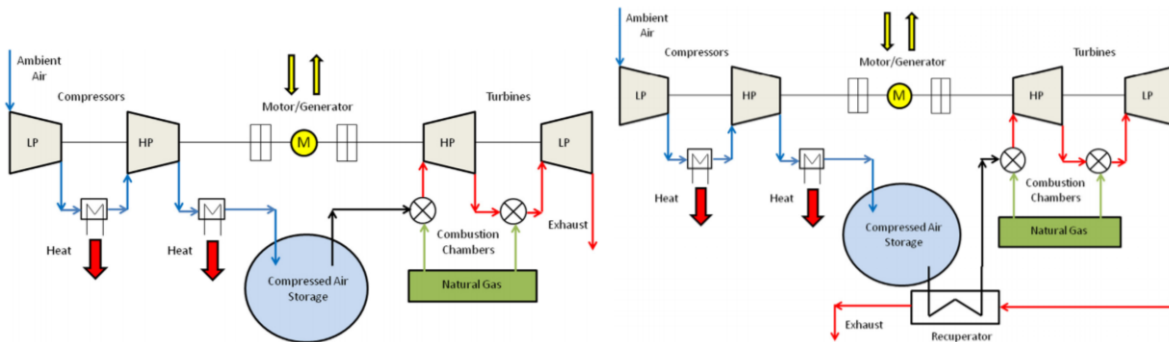 Ambient
Air
Compressors
LP
HP
Motor/Generator
M
Turbines
HP
LP
Heat
Heat
Compressed Air
Storage
Combustion
Chambers
Natural Gas
Exhaust
Ambient
Air
Compressors
LP
HP
Motor/Generator
M
Turbines
HP
LP
Heat
Heat
Compressed Air
Storage
Combustion
Chambers
Natural Gas
Exhaust
Recuperator